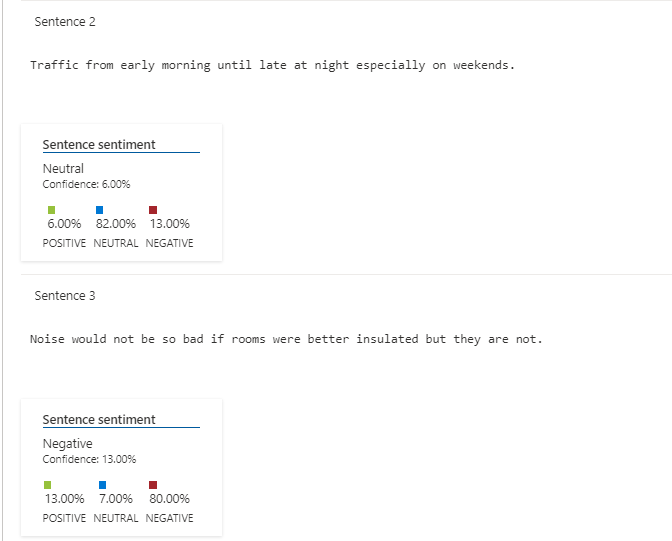 Sentence 2
Traffic from early morning until late at night especially on weekends.
Sentence sentiment
Neutral
Confidence: 6.00%
6.00% 82.00% 13.00%
POSITIVE NEUTRAL NEGATIVE
Sentence 3
Noise would not be so bad if rooms were better insulated but they are not.
Sentence sentiment
Negative
Confidence: 13.00%
13.00% 7.00% 80.00%
POSITIVE NEUTRAL NEGATIVE